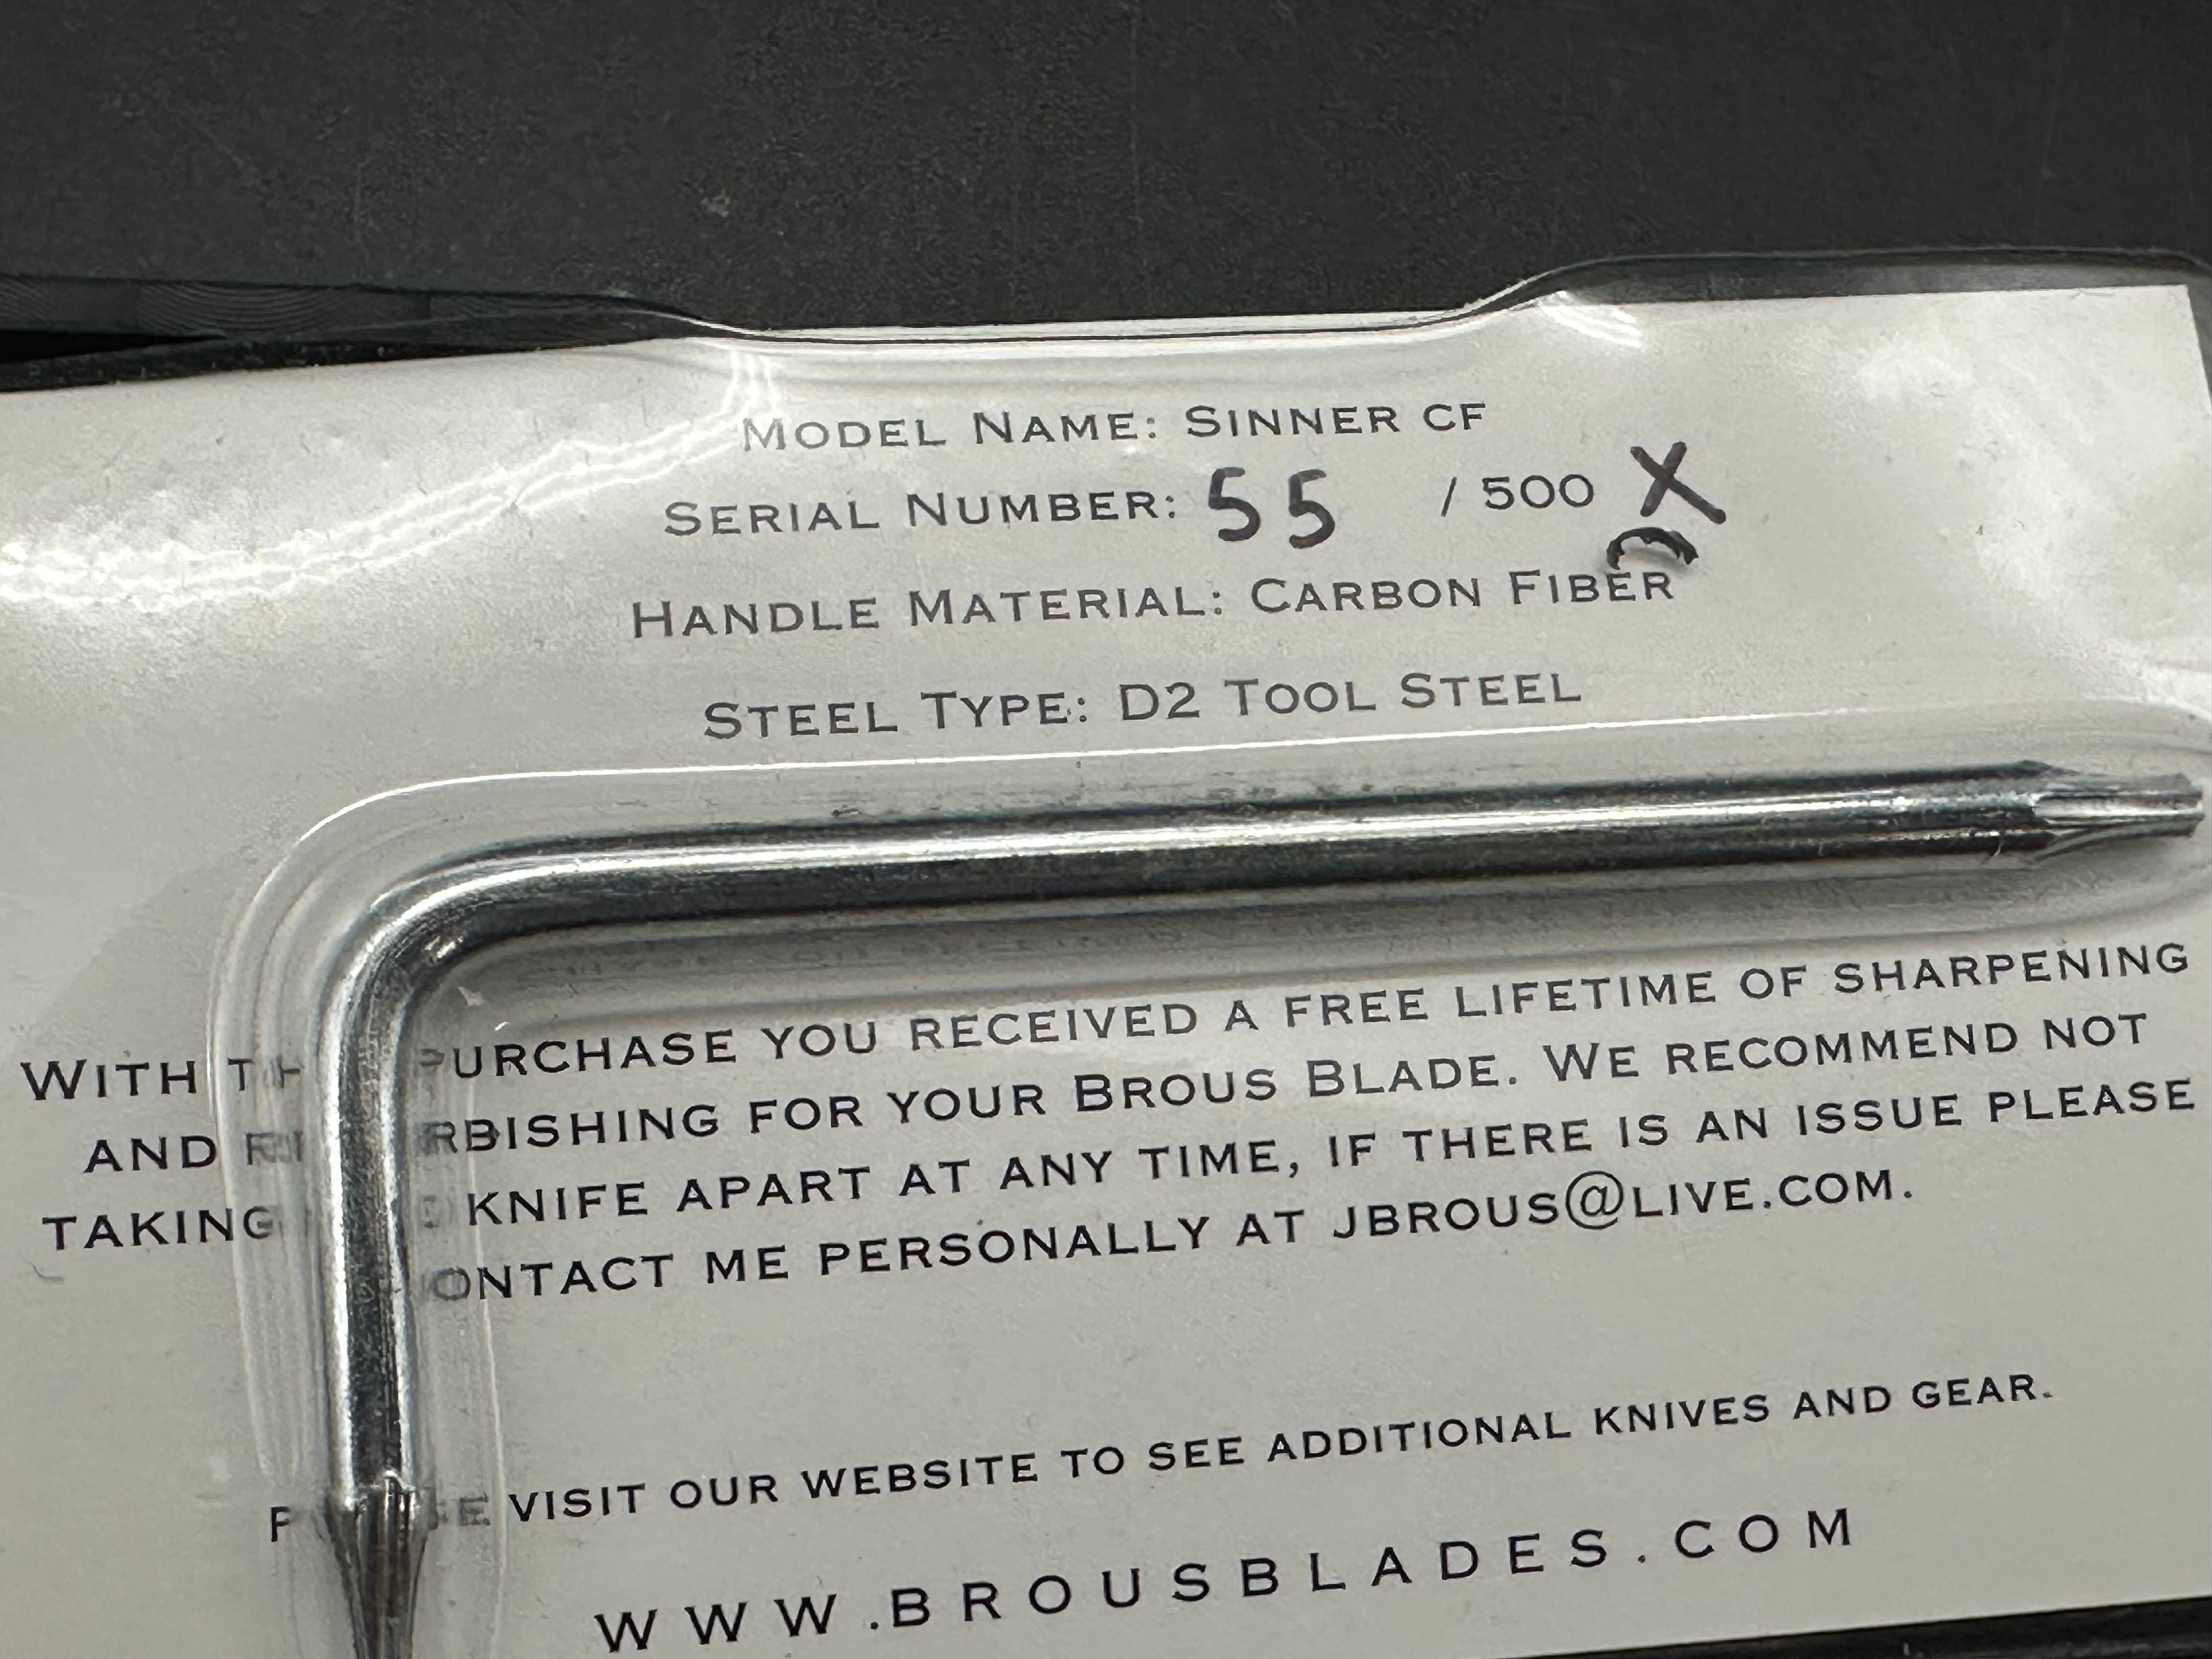 MODEL NAME: SINNER CF
SERIAL NUMBER: 55 / 500 X
HANDLE MATERIAL: CARBON FIBER
STEEL TYPE: D2 TOOL STEEL
WITH PURCHASE YOU RECEIVED A FREE LIFETIME OF SHARPENING
AND RBISHING FOR YOUR BROUS BLADE. WE RECOMMEND NOT
TAKING KNIFE APART AT ANY TIME, IF THERE IS AN ISSUE PLEASE
ONTACT ME PERSONALLY AT JBROUS@LIVE.COM.
VISIT OUR WEBSITE TO SEE ADDITIONAL KNIVES AND GEAR.
WWW.BROUSBLADES.COM